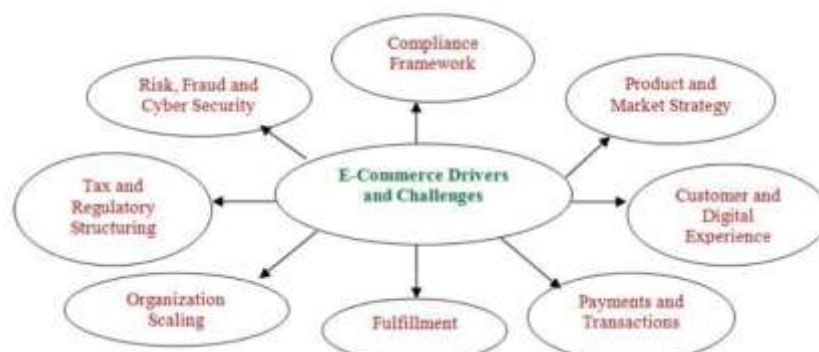 Compliance
Framework
Risk, Fraud and
Cyber Security
Product and
Market Strategy
E-Commerce Drivers
and Challenges
Tax and
Regulatory
Structuring
Customer and
Digital
Experience
Organization
Scaling
Fulfillment
Payments and
Transactions